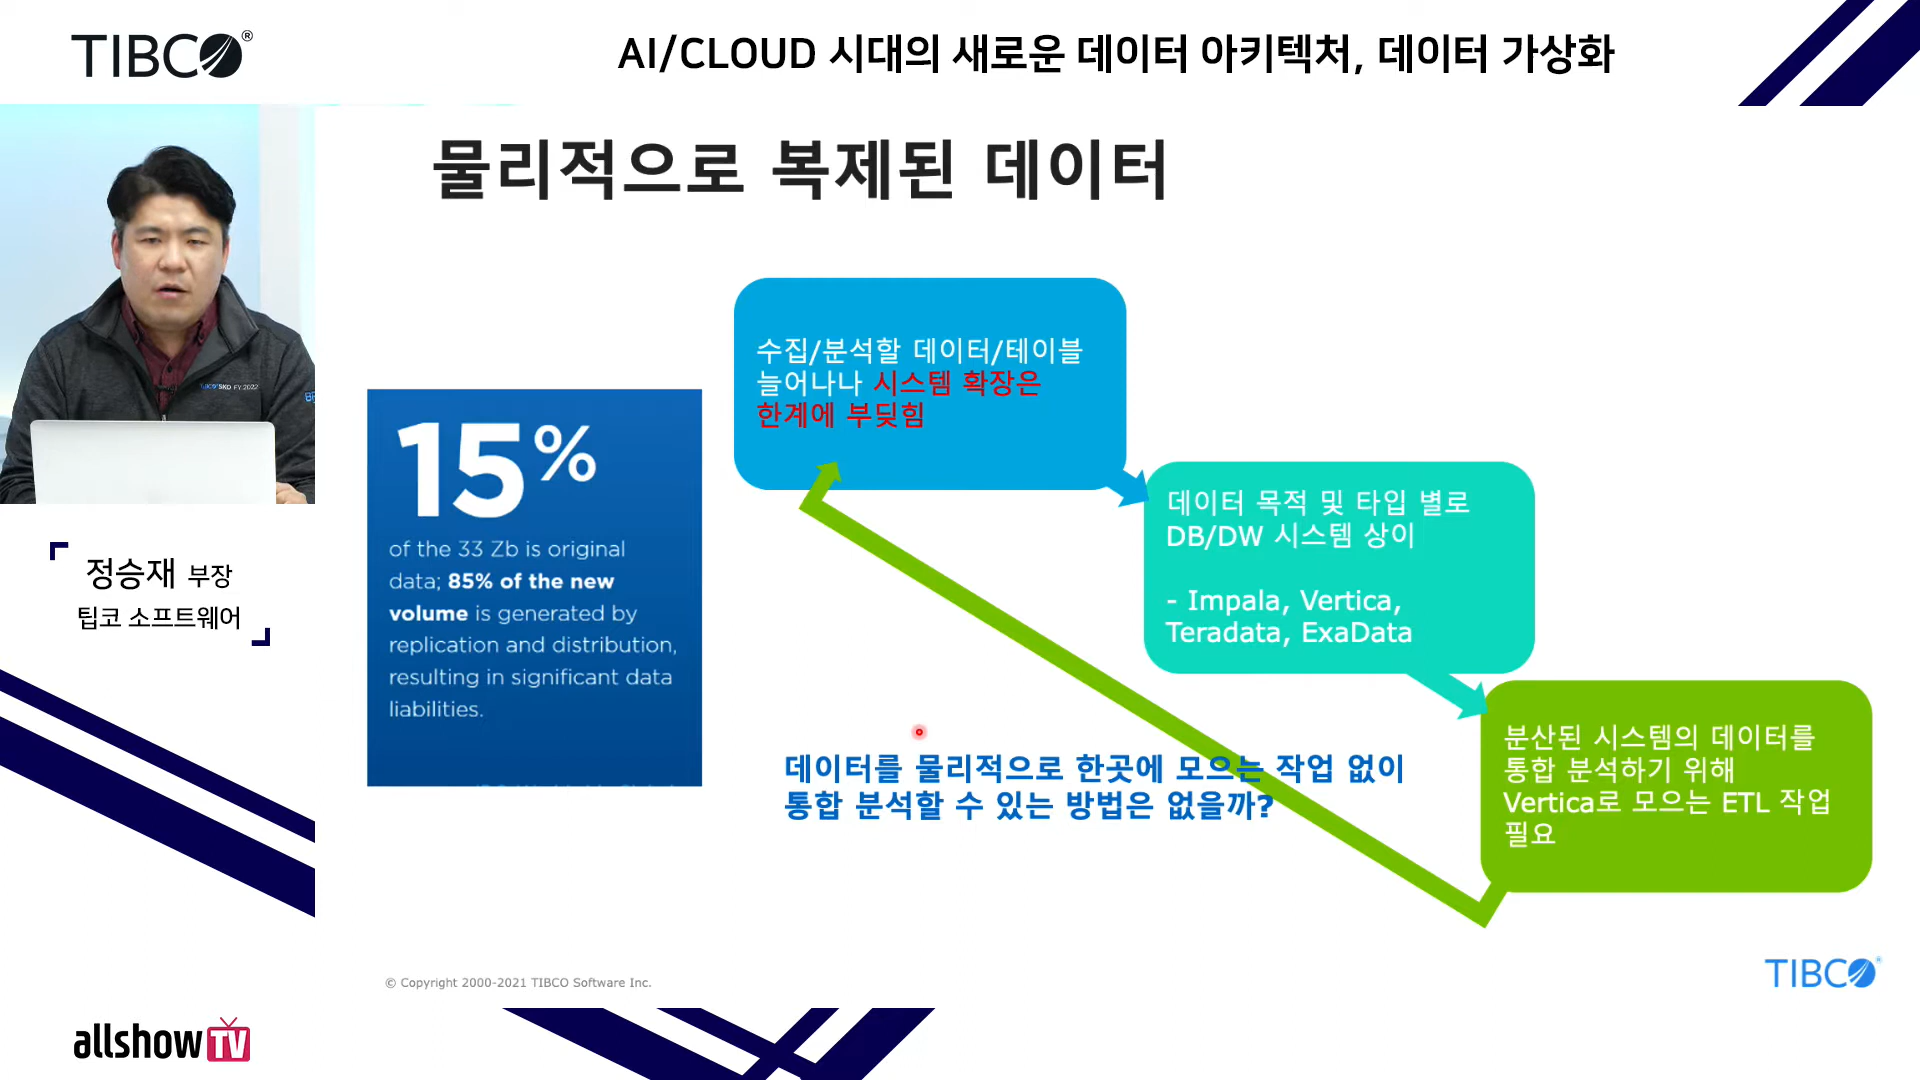 TIBCO®
AI/CLOUD 시대의 새로운 데이터 아키텍처, 데이터 가상화
물리적으로 복제된 데이터
수집/분석할 데이터/테이블
늘어나나 시스템 확장은
한계에 부딪힘
15%
of the 33 Zb is original
data; 85% of the new
volume is generated by
replication and distribution,
resulting in significant data
liabilities.
데이터 목적 및 타입 별로
DB/DW 시스템 상이
- Impala, Vertica,
Teradata, ExaData
분산된 시스템의 데이터를
통합 분석하기 위해
Vertica로 모으는 ETL 작업
필요
데이터를 물리적으로 한곳에 모으는 작업 없이
통합 분석할 수 있는 방법은 없을까?
SKO FY.2022
정승재 부장
팁코 소프트웨어
© Copyright 2000-2021 TIBCO Software Inc.
TIBCO®
allshowTV